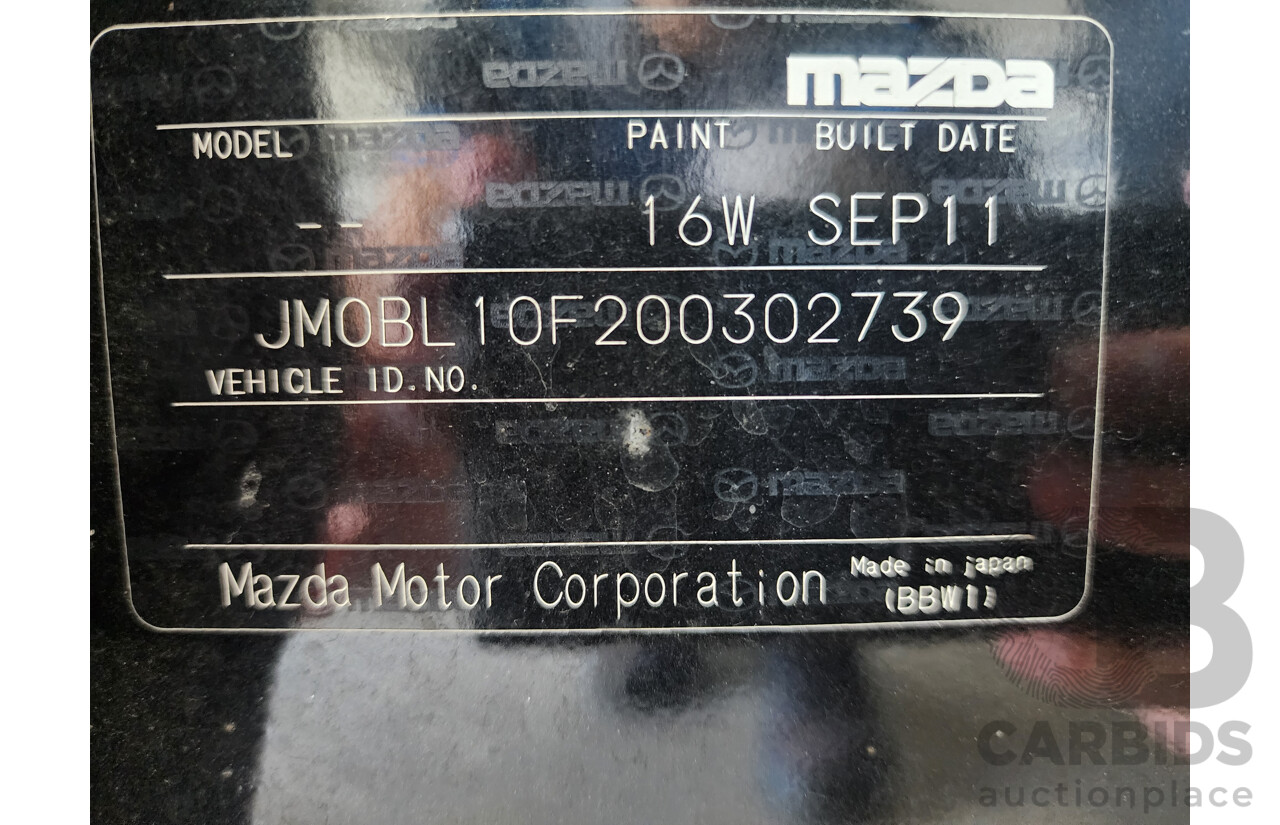 mazda
MODEL PAINT BUILT DATE
-- 16W SEP11
JM0BL10F200302739
VEHICLE ID.NO.
Mazda Motor Corporation Made in japan
(BBW1)
CARBIDS
auctionplace